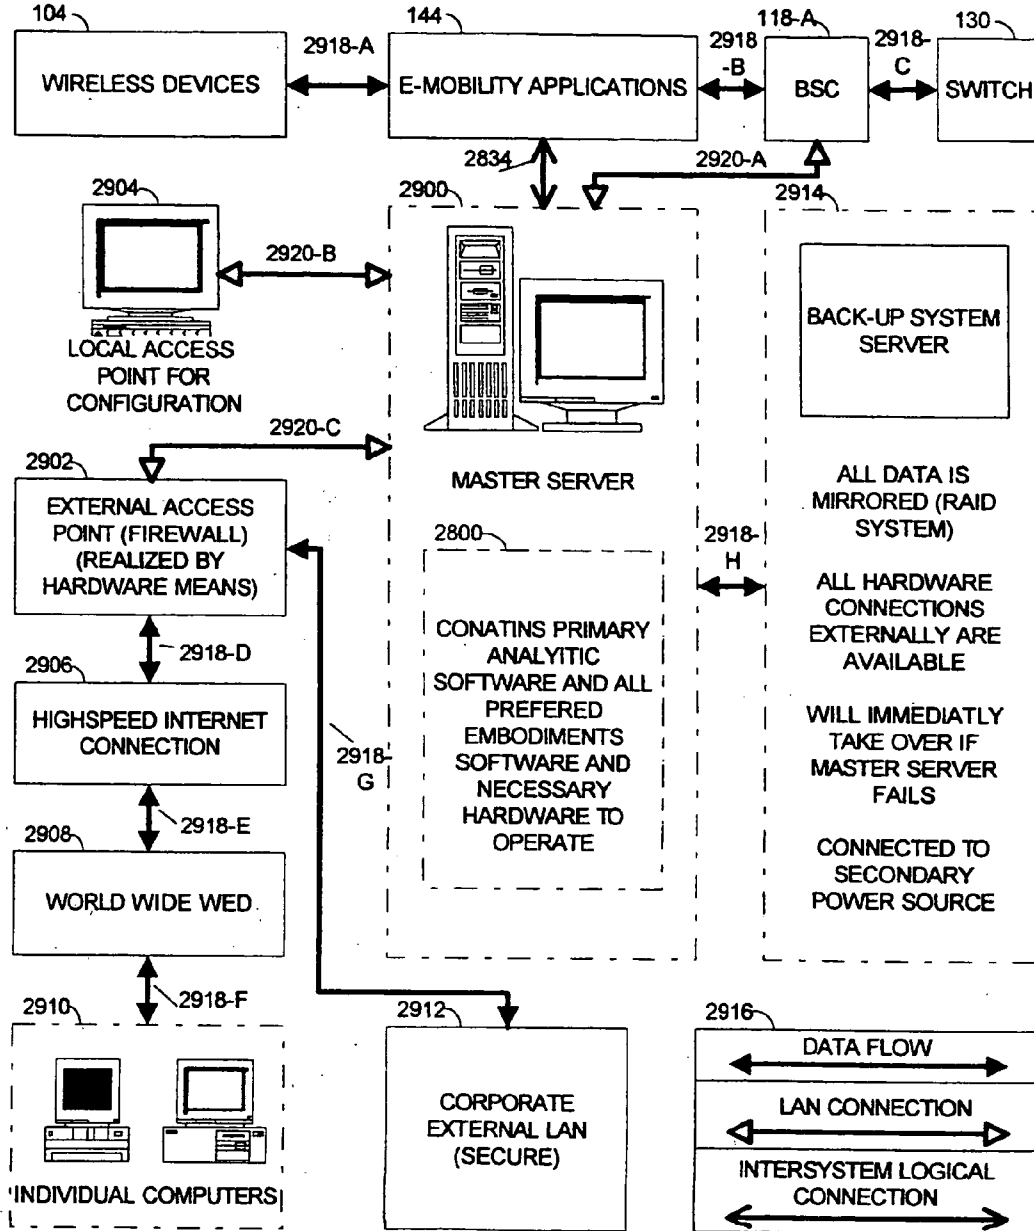 104
144
118-A
130
WIRELESS DEVICES
2918-A
E-MOBILITY APPLICATIONS
2918
-B
BSC
2918-
C
SWITCH
2834
2920-A
2904
2900
2914
2920-B
LOCAL ACCESS
POINT FOR
CONFIGURATION
BACK-UP SYSTEM
SERVER
2920-C
2902
EXTERNAL ACCESS
POINT (FIREWALL)
(REALIZED BY
HARDWARE MEANS)
MASTER SERVER
ALL DATA IS
MIRRORED (RAID
SYSTEM)
2800
2918-
H
ALL HARDWARE
CONNECTIONS
EXTERNALLY ARE
AVAILABLE
CONATINS PRIMARY
ANALYITIC
SOFTWARE AND ALL
PREFERED
EMBODIMENTS
SOFTWARE AND
NECESSARY
HARDWARE TO
OPERATE
2918-D
2906
HIGHSPEED INTERNET
CONNECTION
2918-
G
WILL IMMEDIATLY
TAKE OVER IF
MASTER SERVER
FAILS
2918-E
2908
WORLD WIDE WED
CONNECTED TO
SECONDARY
POWER SOURCE
2918-F
2910
INDIVIDUAL COMPUTERS
2912
CORPORATE
EXTERNAL LAN
(SECURE)
2916
DATA FLOW
LAN CONNECTION
INTERSYSTEM LOGICAL
CONNECTION